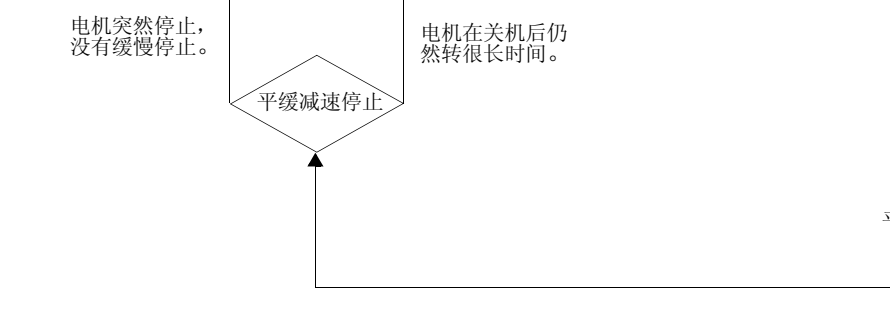 电机突然停止，
没有缓慢停止。
电机在关机后仍
然转很长时间。
平缓减速停止